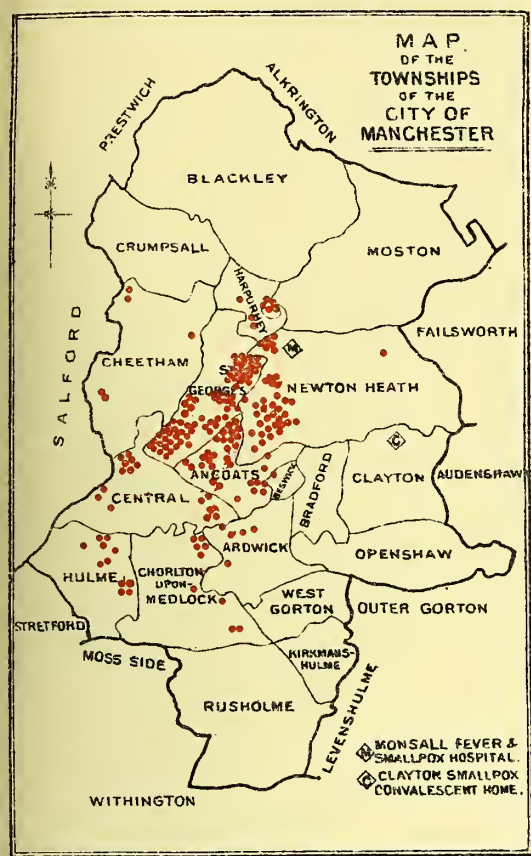 MAP
OF THE
TOWNSHIPS
OF THE
CITY OF
MANCHESTER
PRESTWICH
ALKRINGTON
BLACKLEY
CRUMPSALL
MOSTON
HARPURHEY
FAILSWORTH
SALFORD
CHEETHAM
M
ST
GEORGES
NEWTON HEATH
C
ANCOATS
BESWICK
BRADFORD
CLAYTON
AUDENSHAW
CENTRAL
ARDWICK
OPENSHAW
HULME
CHORLTON
UPON-
MEDLOCK
WEST
GORTON
OUTER GORTON
STRETFORD
MOSS SIDE
KIRKMANS-
HULME
RUSHOLME
LEVENSHULME
M MONSALL FEVER &
SMALLPOX HOSPITAL.
C CLAYTON SMALLPOX
CONVALESCENT HOME.
WITHINGTON